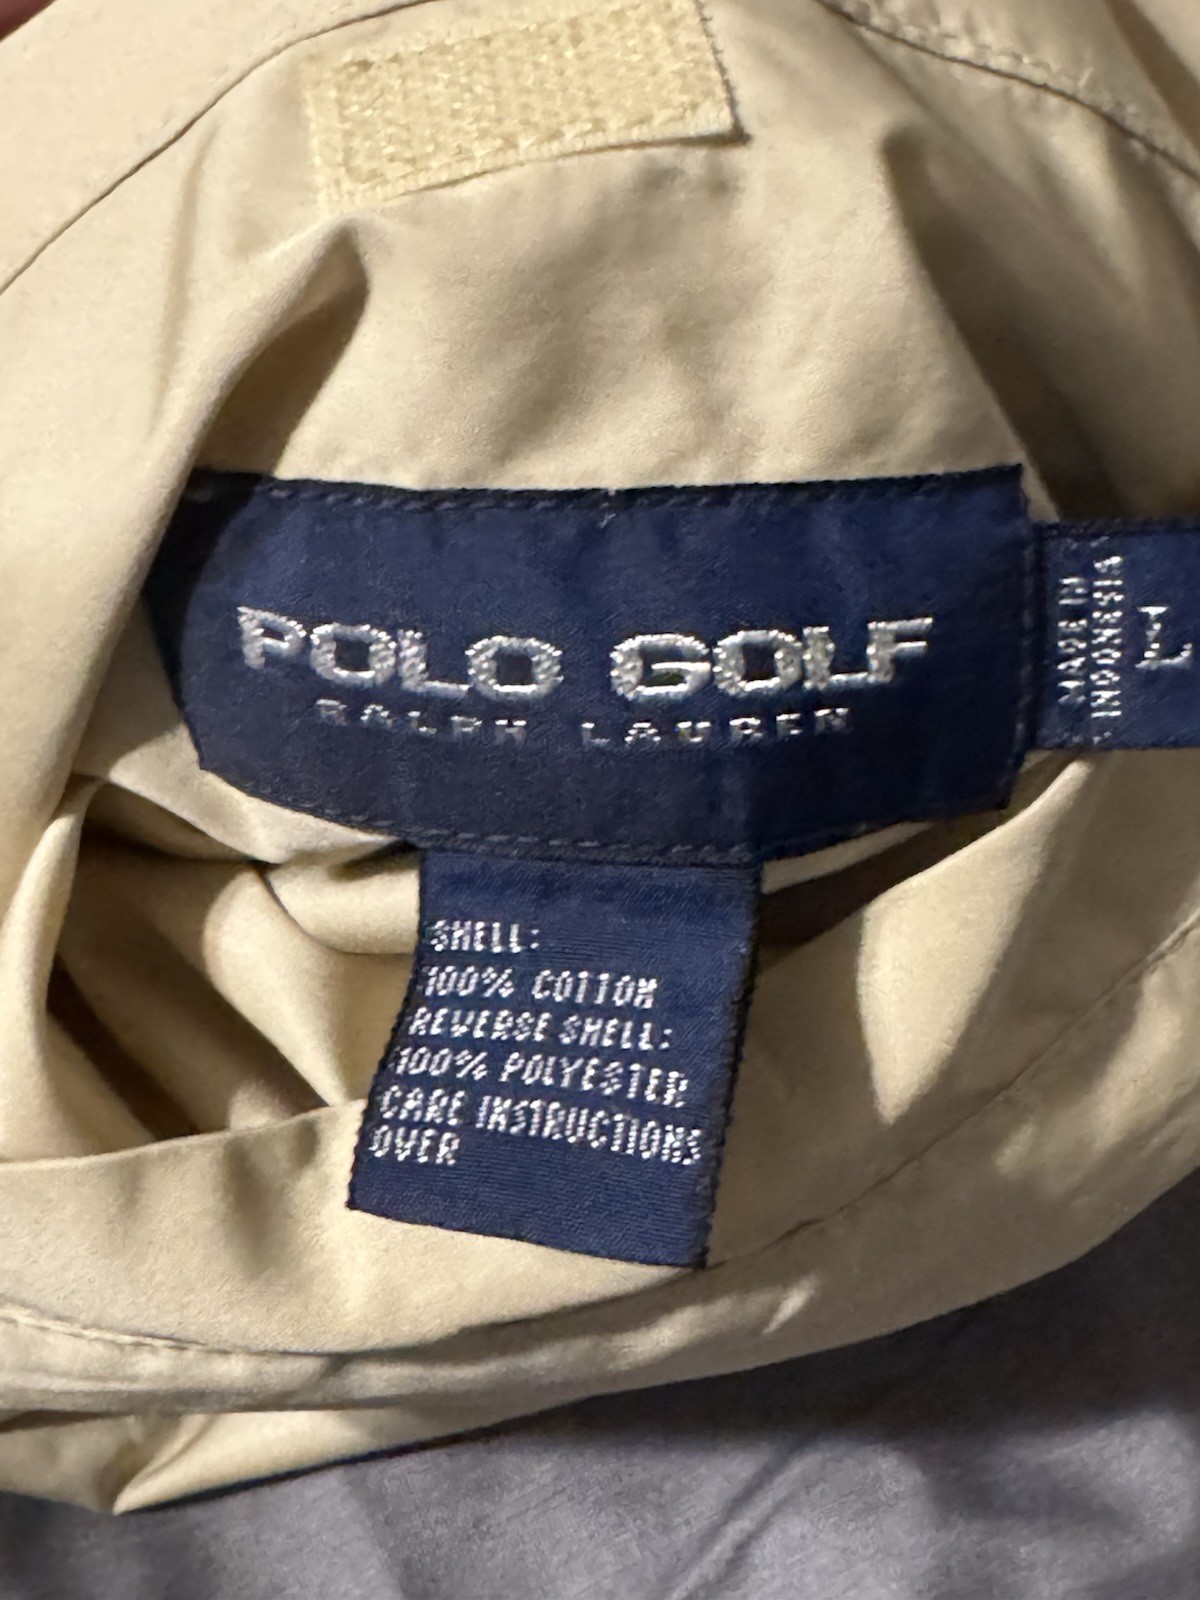 POLO GOLF
RALPH LAUREN
MADE IN
INDONESIA
L
SHELL:
100% COTTON
REVERSE SHELL:
100% POLYESTER
CARE INSTRUCTIONS
OVER